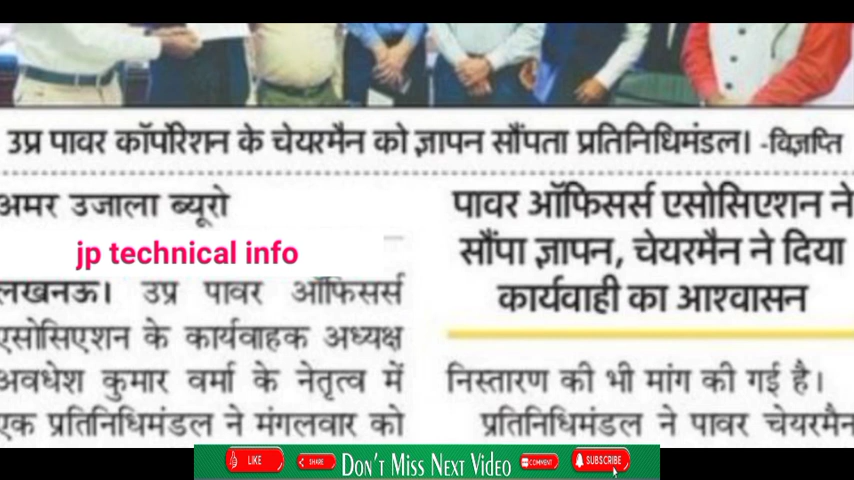 उप्र पावर कॉर्पोरेशन के चेयरमैन को ज्ञापन सौंपता प्रतिनिधिमंडल। -विज्ञप्ति
अमर उजाला ब्यूरो
jp technical info
लखनऊ। उप्र पावर ऑफिसर्स
एसोसिएशन के कार्यवाहक अध्यक्ष
अवधेश कुमार वर्मा के नेतृत्व में
एक प्रतिनिधिमंडल ने मंगलवार को
पावर ऑफिसर्स एसोसिएशन ने
सौंपा ज्ञापन, चेयरमैन ने दिया
कार्यवाही का आश्वासन
निस्तारण की भी मांग की गई है।
प्रतिनिधिमंडल ने पावर चेयरमैन
LIKE SHARE DON'T MISS NEXT VIDEO COMMENT SUBSCRIBE